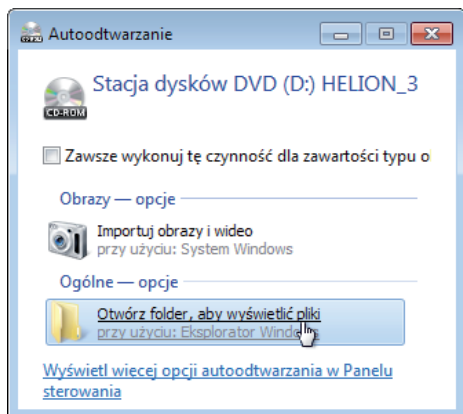 Autoodtwarzanie
Stacja dysków DVD (D:) HELION_3
CD-ROM
Zawsze wykonuj tę czynność dla zawartości typu
Obrazy — opcje
Importuj obrazy i wideo
przy użyciu: System Windows
Ogólne — opcje
Otwórz folder, aby wyświetlić pliki
przy użyciu: Eksplorator Windows
Wyświetl więcej opcji autoodtwarzania w Panelu
sterowania